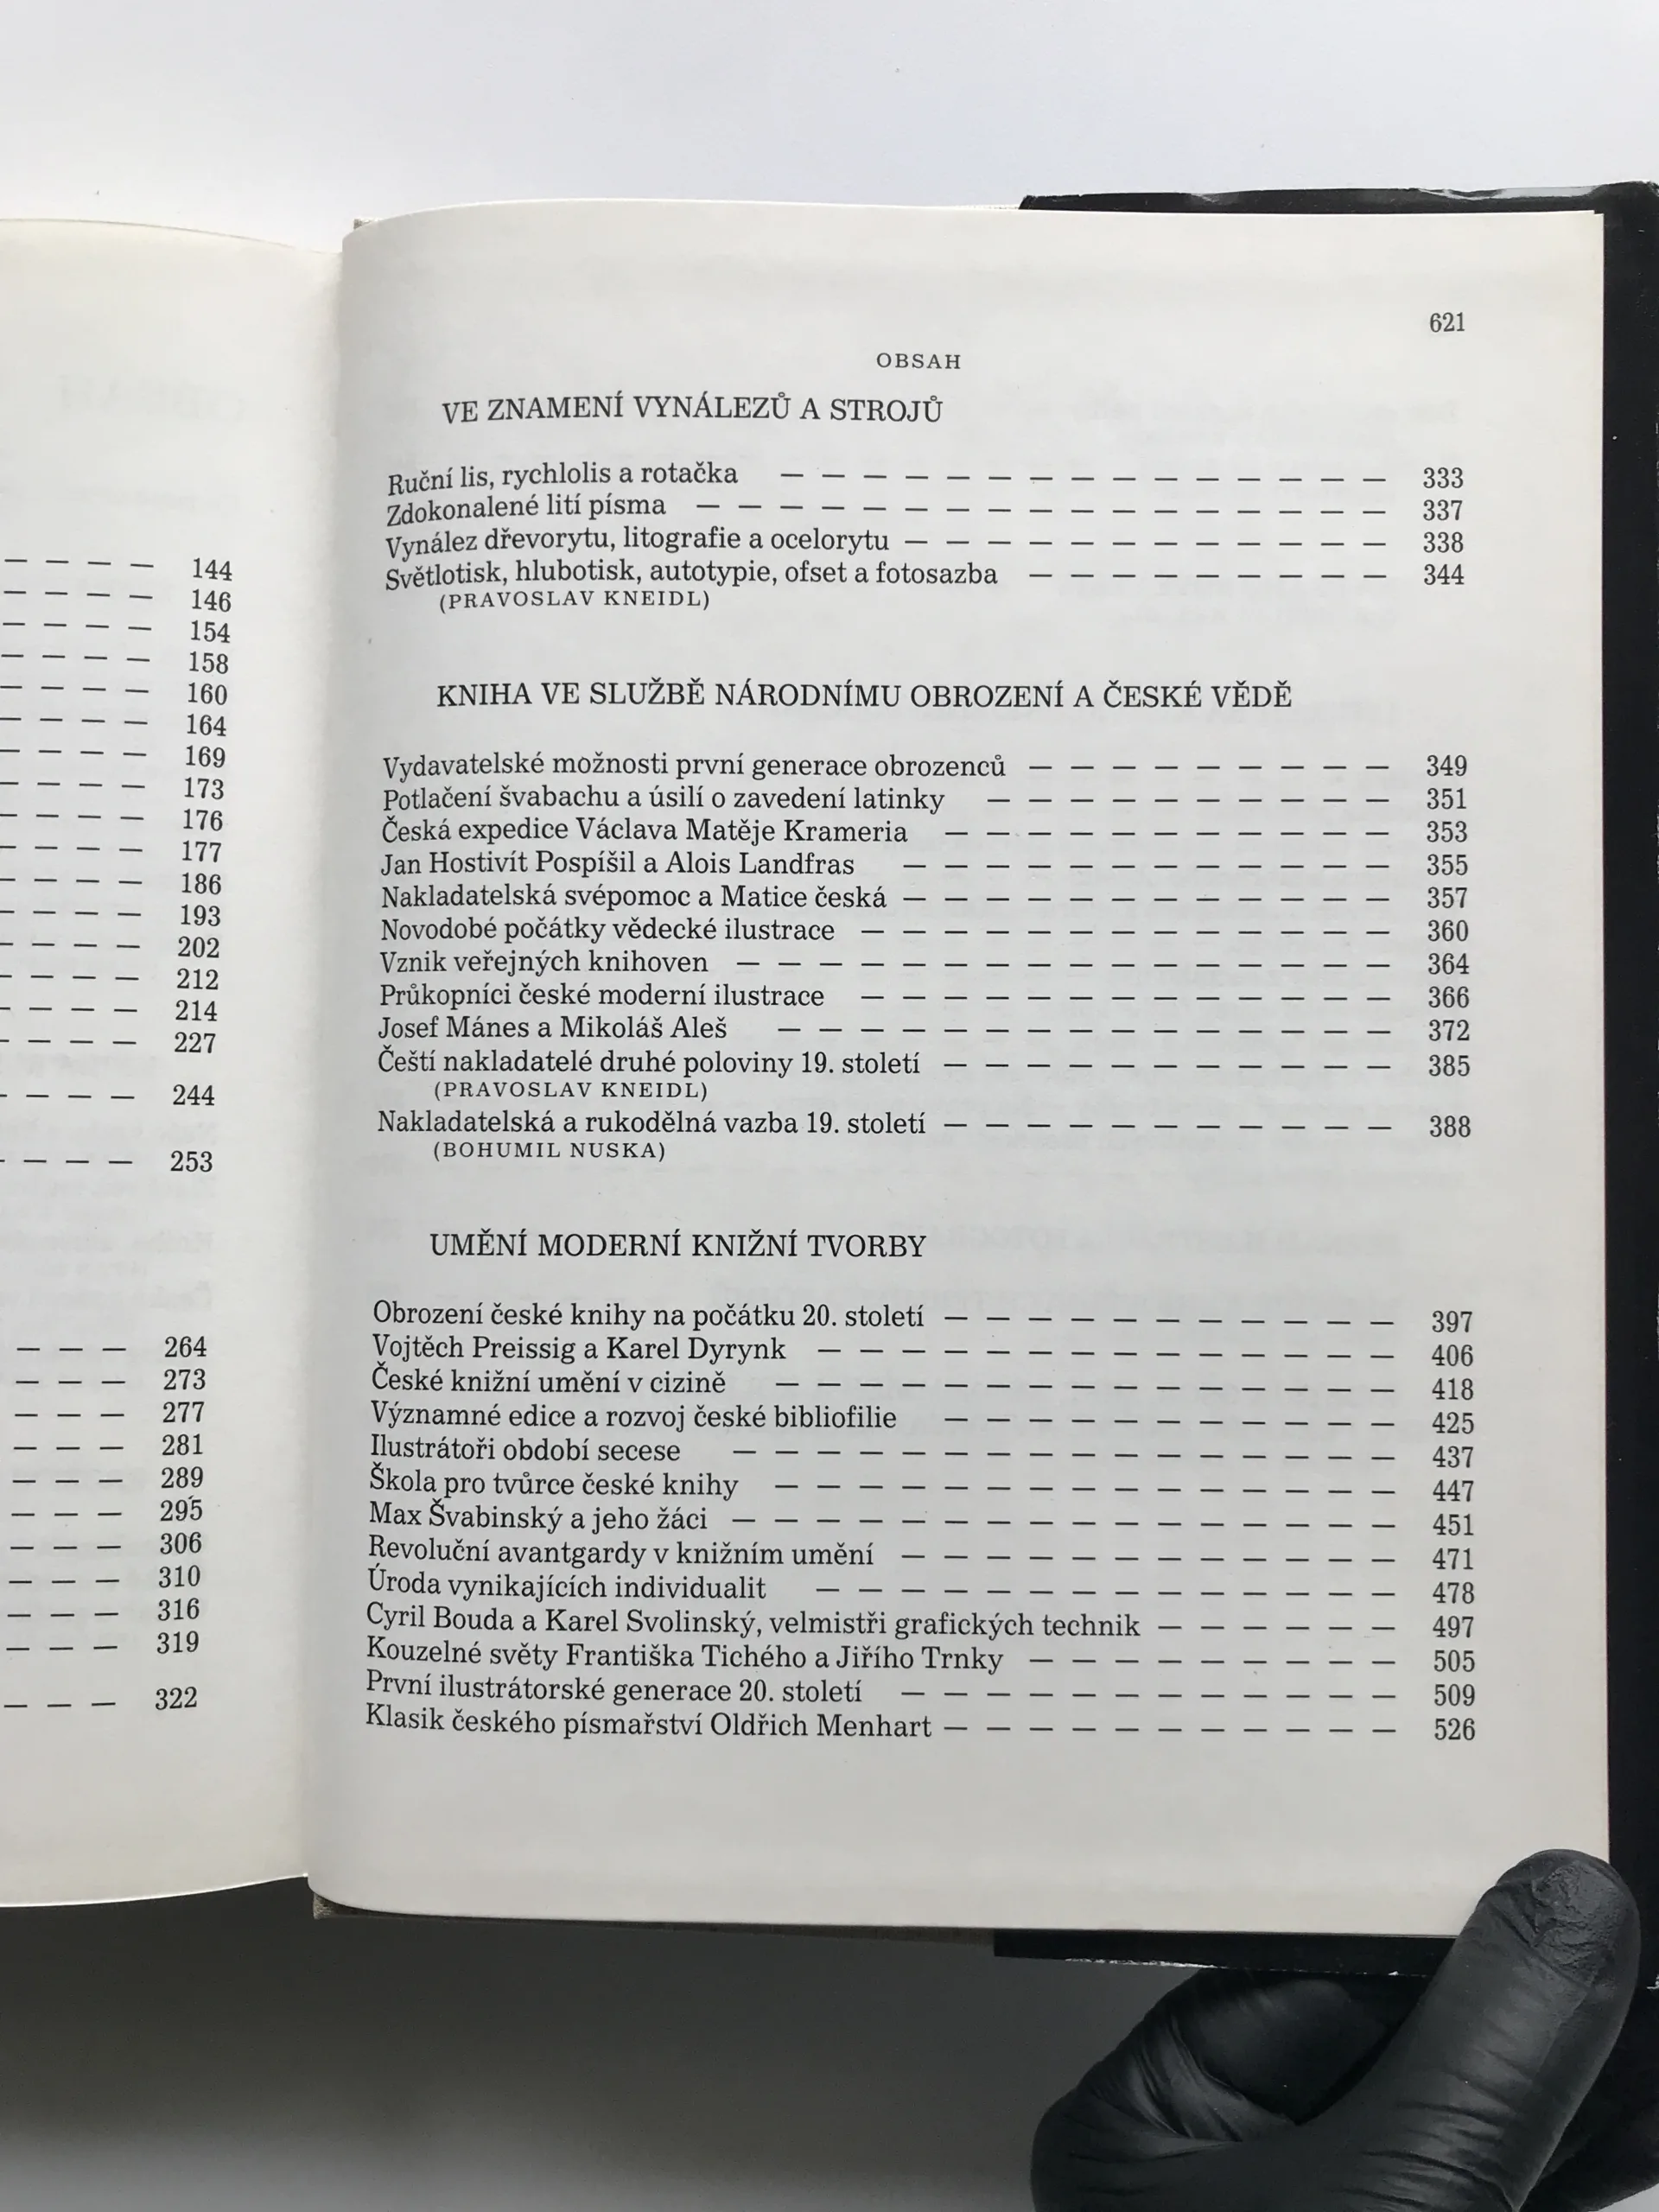 — — — — 144
— — — — 146
— — — — 154
— — — — 158
— — — — 160
— — — — 164
— — — — 169
— — — — 173
— — — — 176
— — — — 177
— — — — 186
— — — — 193
— — — — 202
— — — — 212
— — — — 214
— — — — 227
— — — — 244
— — — — 253
— — — 264
— — — 273
— — — 277
— — — 281
— — — 289
— — — 295
— — — 306
— — — 310
— — — 316
— — — 319
— — — 322
621
OBSAH
VE ZNAMENÍ VYNÁLEZŮ A STROJŮ
Ruční lis, rychlolis a rotačka — — — — — — — — — — — — — — — 333
Zdokonalené lití písma — — — — — — — — — — — — — — — — — 337
Vynález dřevorytu, litografie a ocelorytu — — — — — — — — — — — — 338
Světlotisk, hlubotisk, autotypie, ofset a fotosazba — — — — — — — — — 344
(PRAVOSLAV KNEIDL)
KNIHA VE SLUŽBĚ NÁRODNÍMU OBROZENÍ A ČESKÉ VĚDĚ
Vydavatelské možnosti první generace obrozenců — — — — — — — — — 349
Potlačení švabachu a úsilí o zavedení latinky — — — — — — — — — — 351
Česká expedice Václava Matěje Krameria — — — — — — — — — — — 353
Jan Hostivít Pospíšil a Alois Landfras — — — — — — — — — — — — 355
Nakladatelská svépomoc a Matice česká — — — — — — — — — — — — 357
Novodobé počátky vědecké ilustrace — — — — — — — — — — — — — 360
Vznik veřejných knihoven — — — — — — — — — — — — — — — — 364
Průkopníci české moderní ilustrace — — — — — — — — — — — — — 366
Josef Mánes a Mikoláš Aleš — — — — — — — — — — — — — — — 372
Čeští nakladatelé druhé poloviny 19. století — — — — — — — — — — — 385
(PRAVOSLAV KNEIDL)
Nakladatelská a rukodělná vazba 19. století — — — — — — — — — — — 388
(BOHUMIL NUSKA)
UMĚNÍ MODERNÍ KNIŽNÍ TVORBY
Obrození české knihy na počátku 20. století — — — — — — — — — — — 397
Vojtěch Preissig a Karel Dyrynk — — — — — — — — — — — — — — 406
České knižní umění v cizině — — — — — — — — — — — — — — — 418
Významné edice a rozvoj české bibliofilie — — — — — — — — — — — 425
Ilustrátoři období secese — — — — — — — — — — — — — — — — 437
Škola pro tvůrce české knihy — — — — — — — — — — — — — — — 447
Max Švabinský a jeho žáci — — — — — — — — — — — — — — — — 451
Revoluční avantgardy v knižním umění — — — — — — — — — — — — 471
Úroda vynikajících individualit — — — — — — — — — — — — — — 478
Cyril Bouda a Karel Svolinský, velmistři grafických technik — — — — — — 497
Kouzelné světy Františka Tichého a Jiřího Trnky — — — — — — — — — 505
První ilustrátorské generace 20. století — — — — — — — — — — — — 509
Klasik českého písmařství Oldřich Menhart — — — — — — — — — — — 526